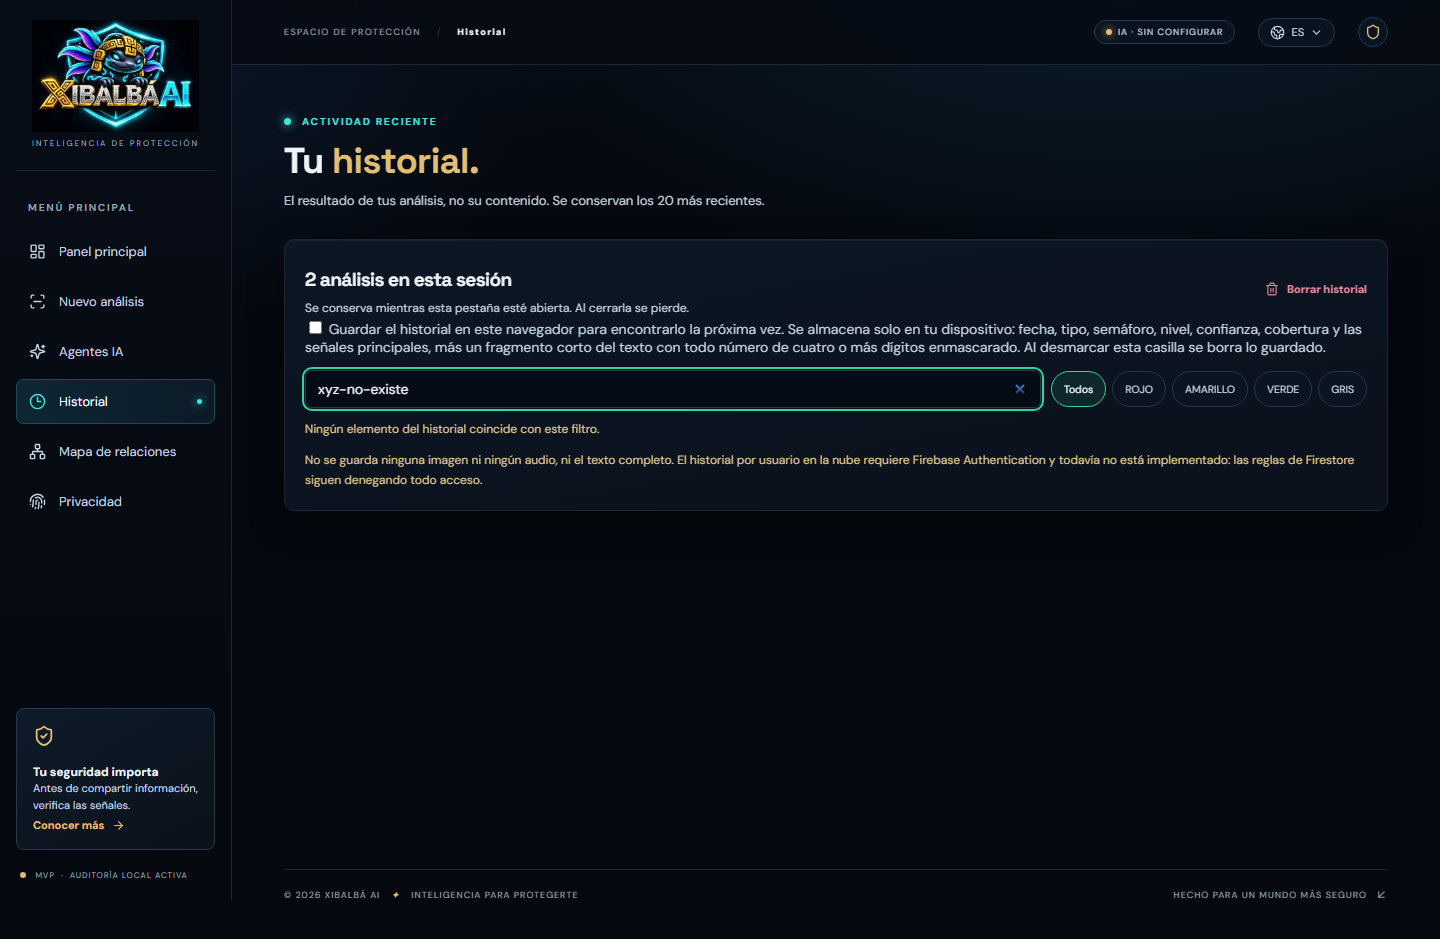 XIBALBÁ AI
INTELIGENCIA DE PROTECCIÓN
MENÚ PRINCIPAL
Panel principal
Nuevo análisis
Agentes IA
Historial
Mapa de relaciones
Privacidad
Tu seguridad importa
Antes de compartir información,
verifica las señales.
Conocer más
MVP · AUDITORÍA LOCAL ACTIVA
ESPACIO DE PROTECCIÓN / Historial
IA · SIN CONFIGURAR
ES
ACTIVIDAD RECIENTE
Tu historial.
El resultado de tus análisis, no su contenido. Se conservan los 20 más recientes.
2 análisis en esta sesión
Borrar historial
Se conserva mientras esta pestaña esté abierta. Al cerrarla se pierde.
Guardar el historial en este navegador para encontrarlo la próxima vez. Se almacena solo en tu dispositivo: fecha, tipo, semáforo, nivel, confianza, cobertura y las
señales principales, más un fragmento corto del texto con todo número de cuatro o más dígitos enmascarado. Al desmarcar esta casilla se borra lo guardado.
xyz-no-existe
Todos ROJO AMARILLO VERDE GRIS
Ningún elemento del historial coincide con este filtro.
No se guarda ninguna imagen ni ningún audio, ni el texto completo. El historial por usuario en la nube requiere Firebase Authentication y todavía no está implementado: las reglas de Firestore
siguen denegando todo acceso.
© 2026 XIBALBÁ AI ✦ INTELIGENCIA PARA PROTEGERTE
HECHO PARA UN MUNDO MÁS SEGURO